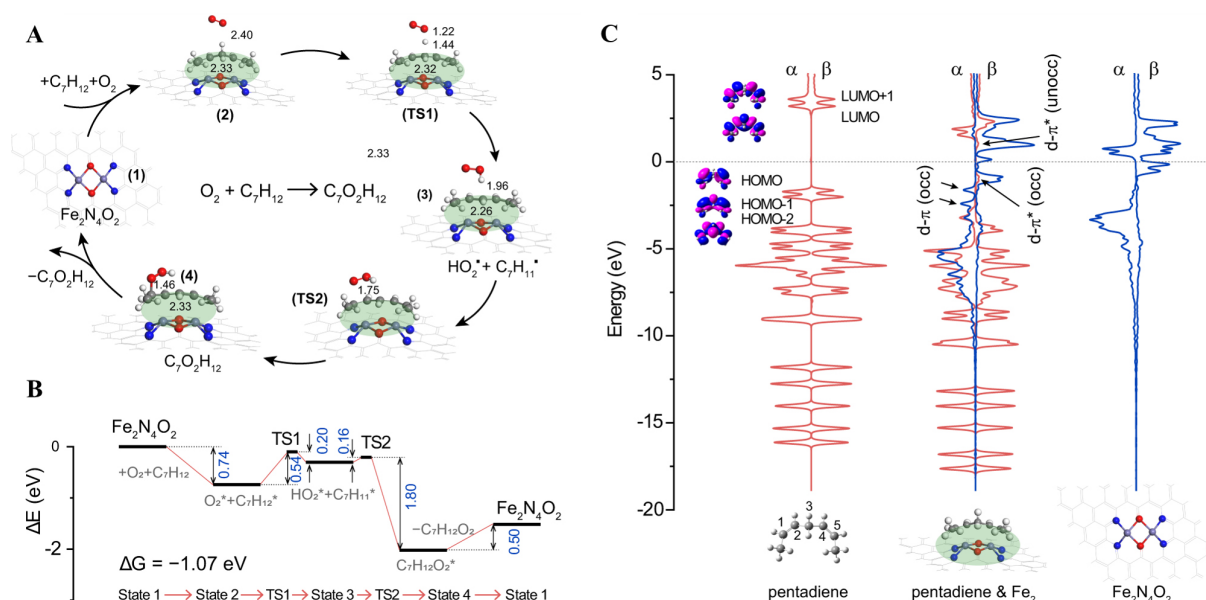 A
+C₇H₁₂+O₂
2.40
2.33
(2)
1.22
1.44
2.32
(TS1)
(1)
Fe₂N₄O₂
2.33
O₂ + C₇H₁₂ → C₇O₂H₁₂
(3)
1.96
2.26
HO₂• + C₇H₁₁•
−C₇O₂H₁₂
(4)
1.46
2.33
C₇O₂H₁₂
(TS2)
1.75
B
ΔE (eV)
0
-2
Fe₂N₄O₂
+O₂+C₇H₁₂
0.74
O₂*+C₇H₁₂*
TS1
0.54
0.20
0.16
HO₂*+C₇H₁₁*
TS2
1.80
−C₇H₁₂O₂
C₇H₁₂O₂*
Fe₂N₄O₂
0.50
ΔG = −1.07 eV
State 1 → State 2 → TS1 → State 3 → TS2 → State 4 → State 1
C
Energy (eV)
5
0
-5
-10
-15
-20
α β
LUMO+1
LUMO
HOMO
HOMO-1
HOMO-2
1
2
3
4
5
pentadiene
α β
d-π* (unocc)
d-π (occ)
d-π* (occ)
pentadiene & Fe₂
α β
Fe₂N₄O₂